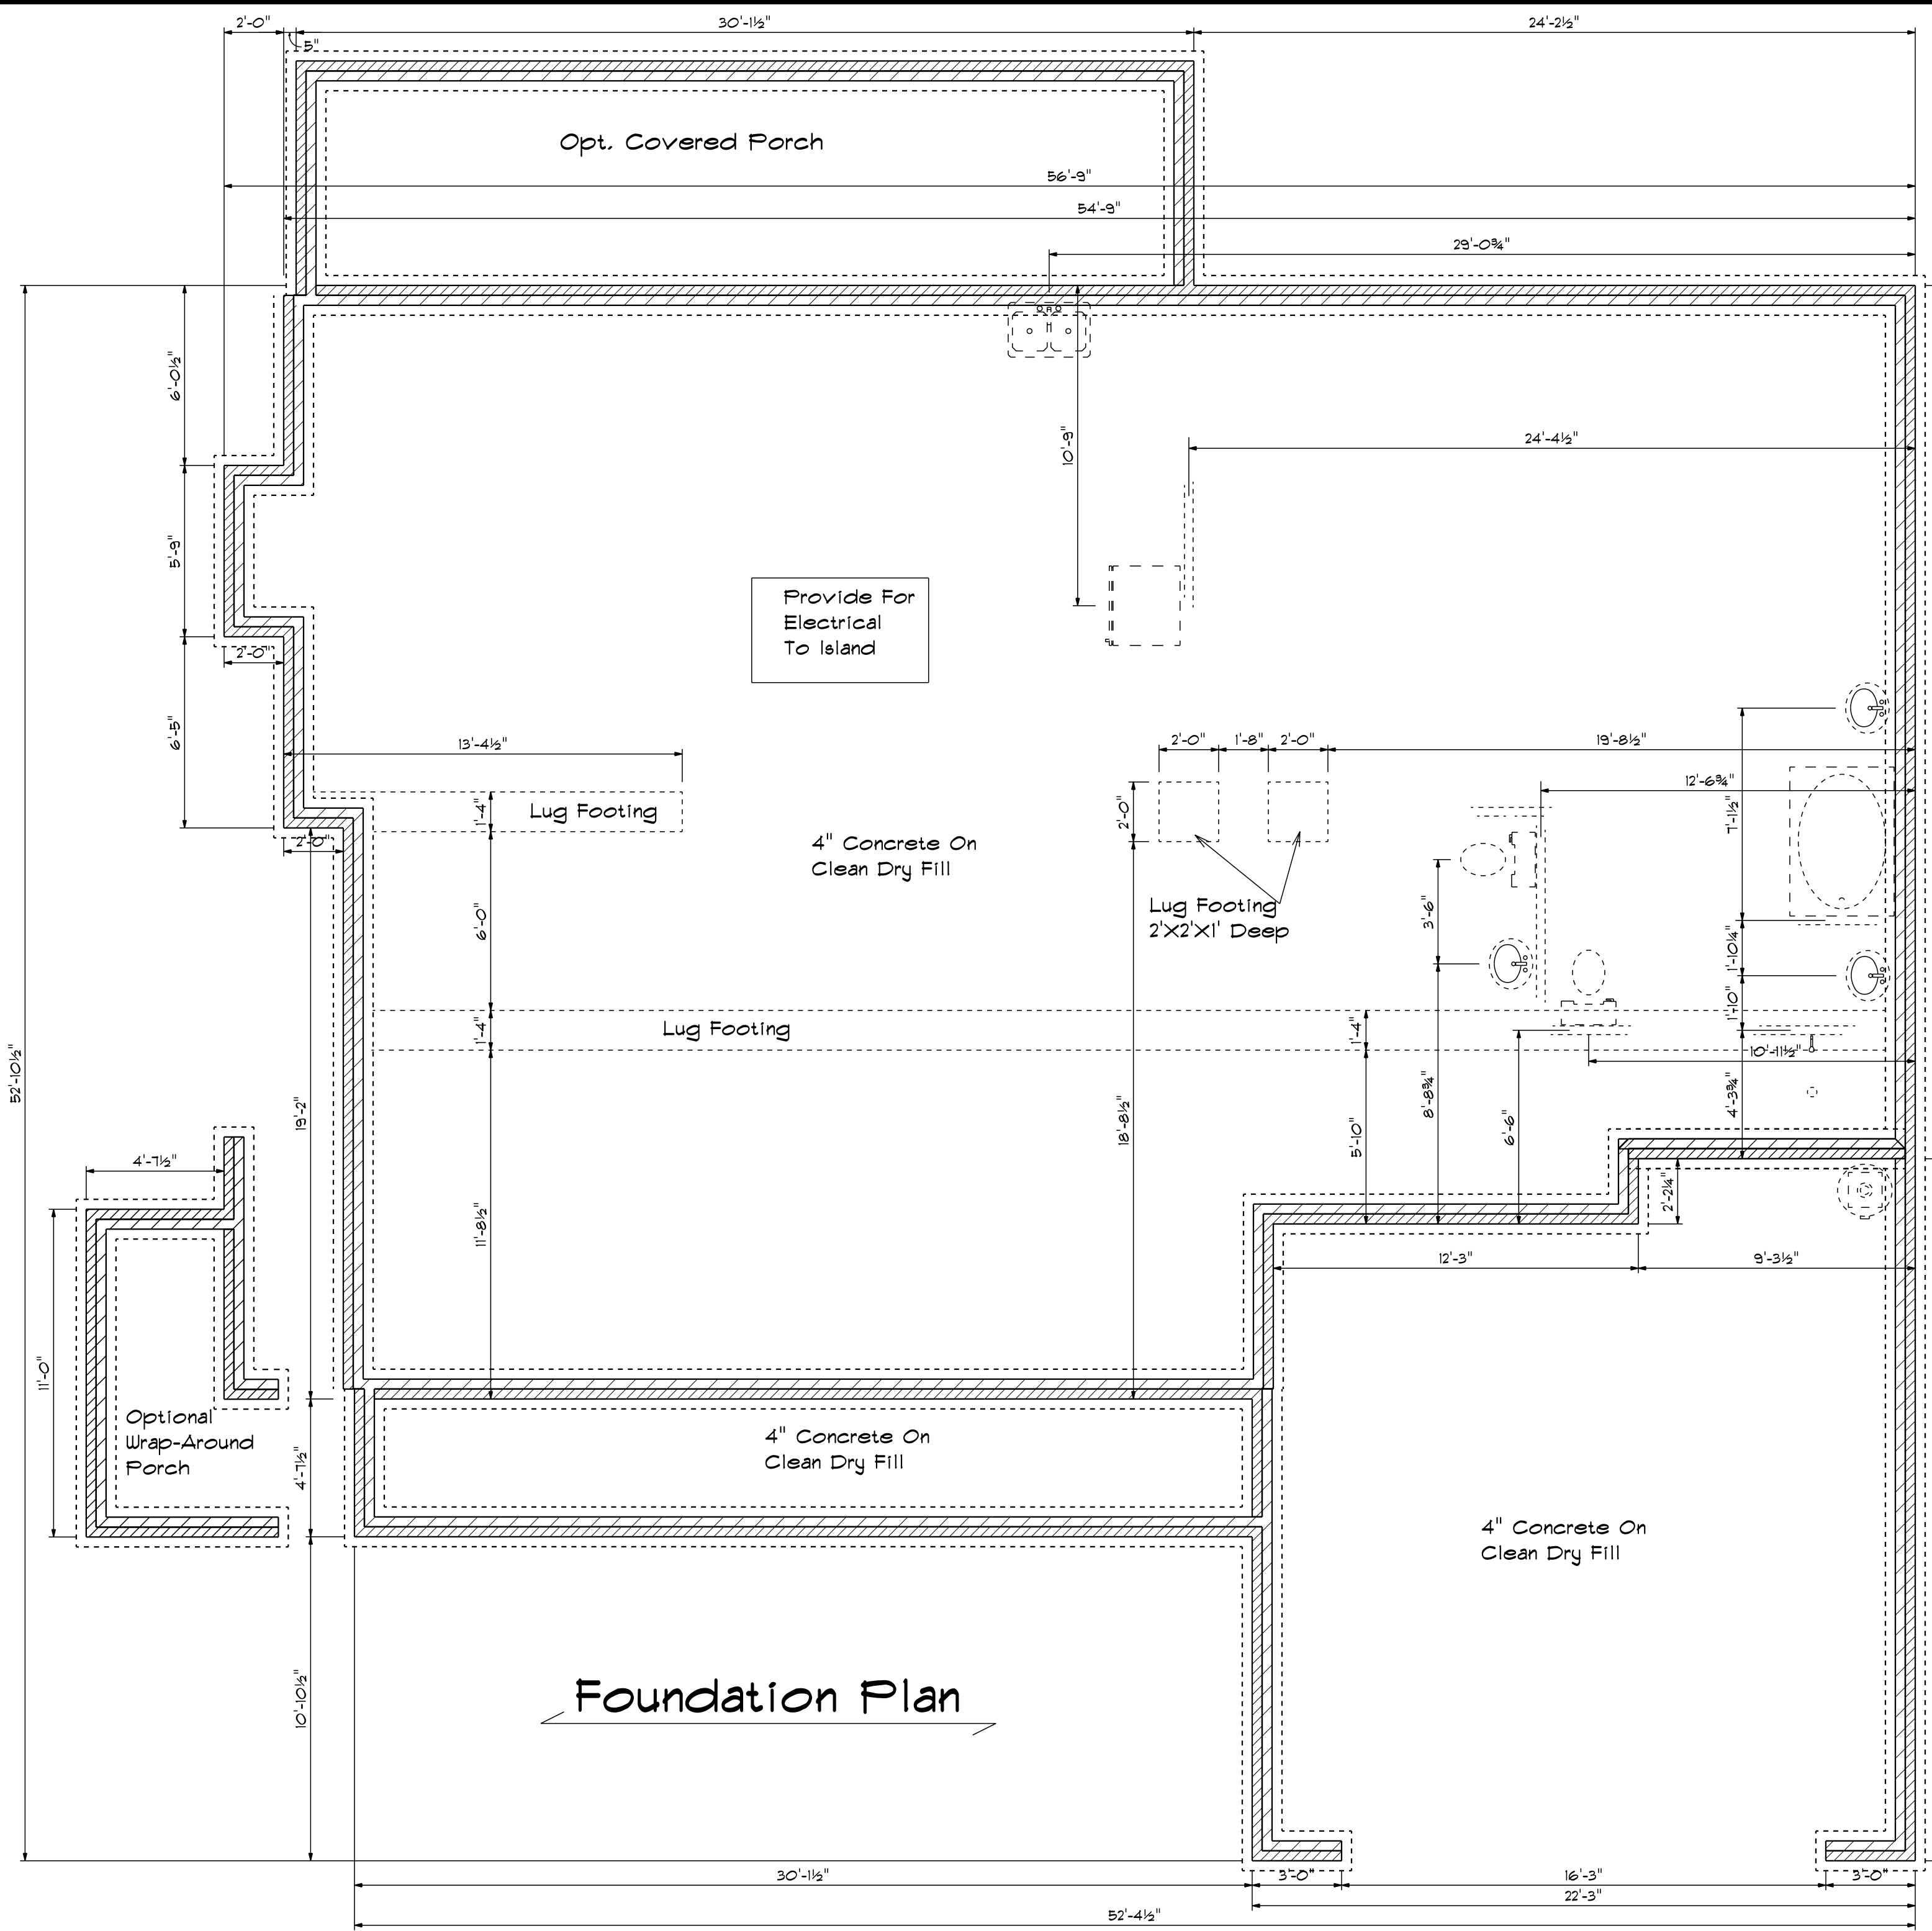 2'-0"
30'-1½"
24'-2½"
5"
Opt. Covered Porch
56'-9"
54'-9"
29'-0¾"
6'-0½"
10'-9"
24'-4½"
5'-9"
Provide For
Electrical
To Island
2'-0"
6'-5"
13'-4½"
2'-0"
1'-8"
2'-0"
19'-8½"
12'-6¾"
7'-1½"
1'-4"
Lug Footing
2'-0"
2'-0"
4" Concrete On
Clean Dry Fill
Lug Footing
2'X2'X1' Deep
3'-6"
6'-0"
1'-10¼"
1'-10"
1'-4"
Lug Footing
1'-4"
10'-11½"
52'-10½"
19'-2"
18'-8½"
5'-10"
8'-8¾"
6'-6"
4'-3¾"
4'-7½"
2'-2¼"
11'-8½"
12'-3"
9'-3½"
11'-0"
Optional
Wrap-Around
Porch
4'-7½"
4" Concrete On
Clean Dry Fill
4" Concrete On
Clean Dry Fill
10'-10½"
Foundation Plan
30'-1½"
3'-0"
16'-3"
3'-0"
22'-3"
52'-4½"